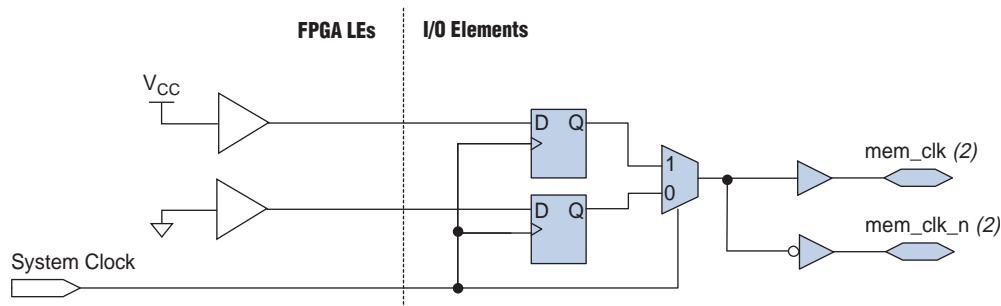 FPGA LEs
I/O Elements
VCC
D Q
1
0
D Q
mem_clk (2)
mem_clk_n (2)
System Clock